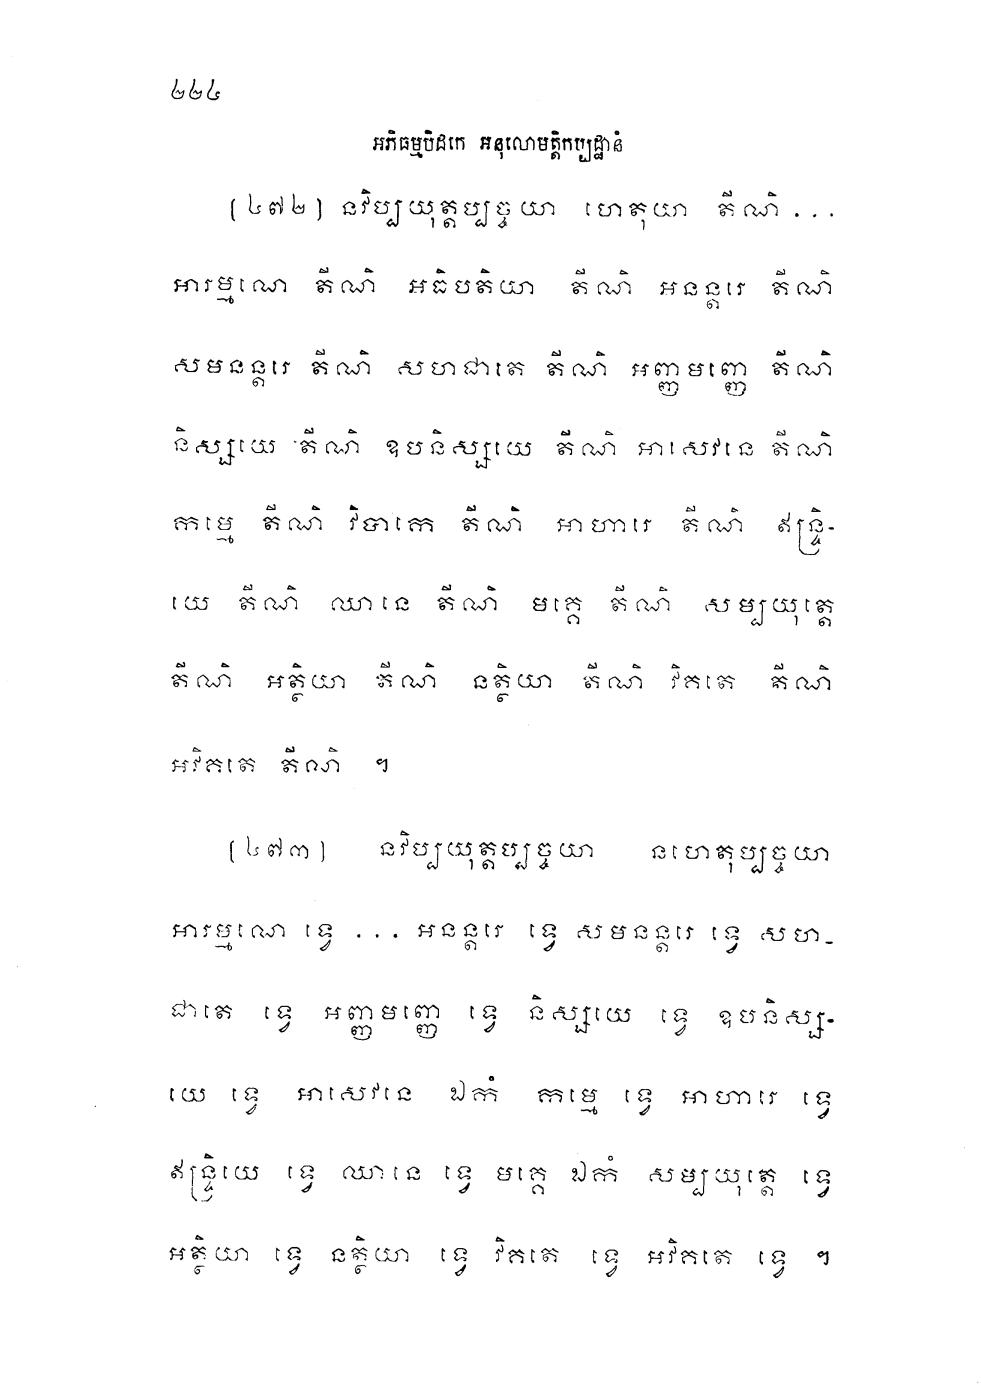 ២២៤
អភិធម្មបិដកេ អនុលោមត្តិកប្បដ្ឋានំ
(៤៧២) នវិប្បយុត្តប្បច្ចយា ហេតុយា តីណិ ...
អារម្មណេ តីណិ អធិបតិយា តីណិ អនន្តរេ តីណិ
សមនន្តរេ តីណិ សហជាតេ តីណិ អញ្ញមញ្ញេ តីណិ
និស្សយេ តីណិ ឧបនិស្សយេ តីណិ អាសេវនេ តីណិ
កម្មេ តីណិ វិបាកេ តីណិ អាហារេ តីណិ ឥន្ទ្រិ-
យេ តីណិ ឈានេ តីណិ មគ្គេ តីណិ សម្បយុត្តេ
តីណិ អត្ថិយា តីណិ នត្ថិយា តីណិ វិគតេ តីណិ
អវិគតេ តីណិ ។
(៤៧៣) នវិប្បយុត្តប្បច្ចយា នហេតុប្បច្ចយា
អារម្មណេ ទ្វេ ... អនន្តរេ ទ្វេ សមនន្តរេ ទ្វេ សហ-
ជាតេ ទ្វេ អញ្ញមញ្ញេ ទ្វេ និស្សយេ ទ្វេ ឧបនិស្ស-
យេ ទ្វេ អាសេវនេ ឯកំ កម្មេ ទ្វេ អាហារេ ទ្វេ
ឥន្ទ្រិយេ ទ្វេ ឈានេ ទ្វេ មគ្គេ ឯកំ សម្បយុត្តេ ទ្វេ
អត្ថិយា ទ្វេ នត្ថិយា ទ្វេ វិគតេ ទ្វេ អវិគតេ ទ្វេ ។